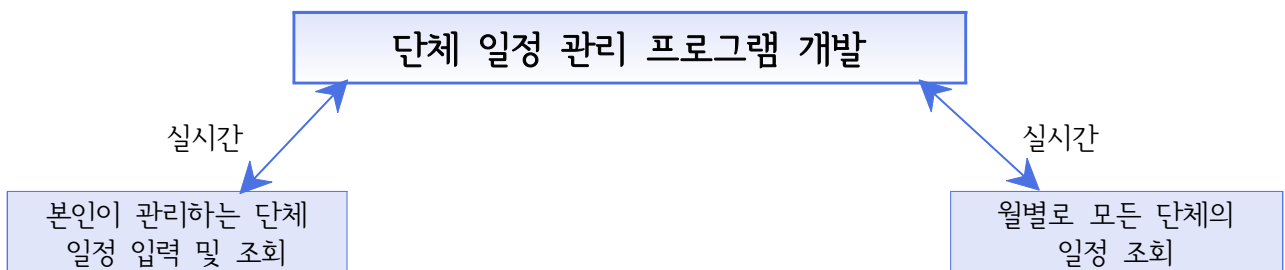 단체 일정 관리 프로그램 개발
실시간
실시간
본인이 관리하는 단체
일정 입력 및 조회
월별로 모든 단체의
일정 조회